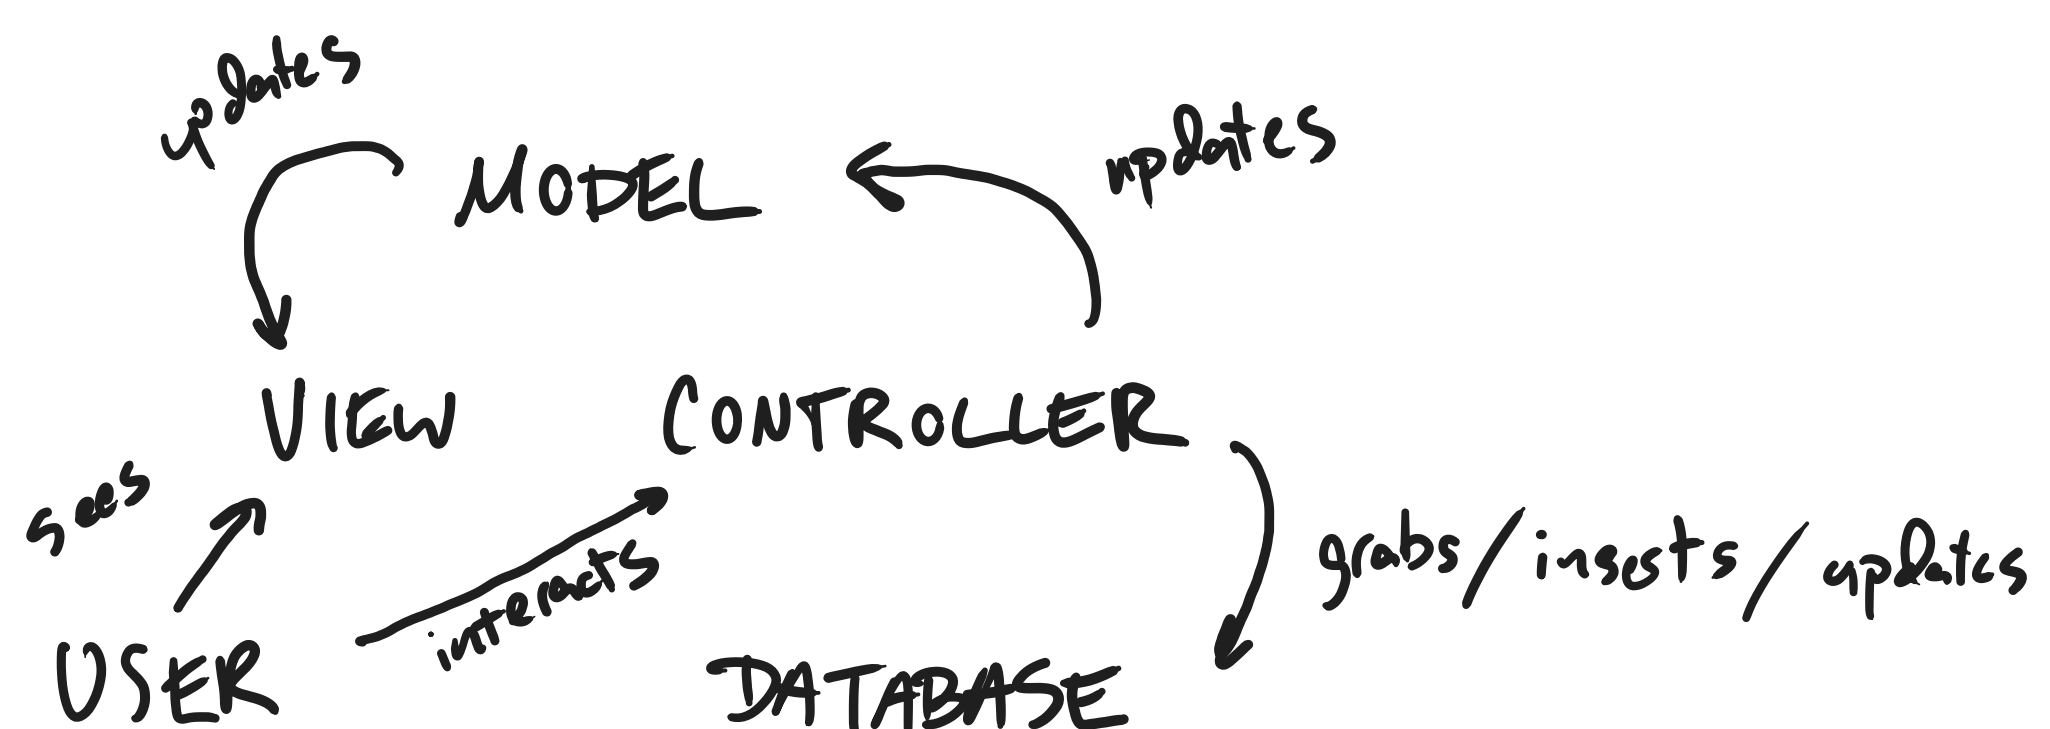 updates
updates
MODEL
VIEW
CONTROLLER
sees
interacts
grabs/insests/updates
USER
DATABASE